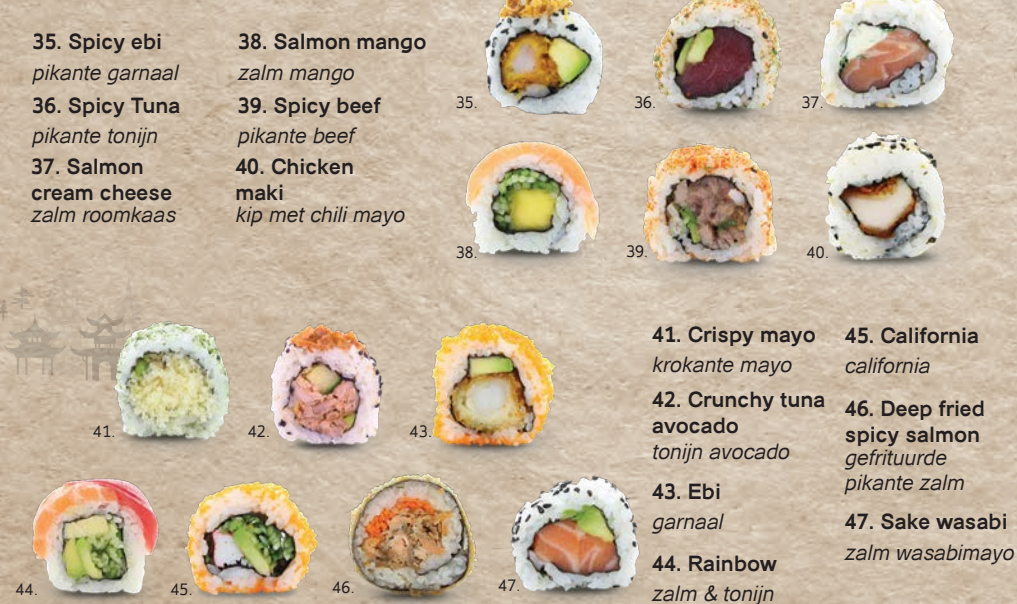 35. Spicy ebi
pikante garnaal
36. Spicy Tuna
pikante tonijn
37. Salmon
cream cheese
zalm roomkaas
38. Salmon mango
zalm mango
39. Spicy beef
pikante beef
40. Chicken
maki
kip met chili mayo
35.
36.
37.
38.
39.
40.
41.
42.
43.
44.
45.
46.
47.
41. Crispy mayo
krokante mayo
42. Crunchy tuna
avocado
tonijn avocado
43. Ebi
garnaal
44. Rainbow
zalm & tonijn
45. California
california
46. Deep fried
spicy salmon
gefrituurde
pikante zalm
47. Sake wasabi
zalm wasabimayo